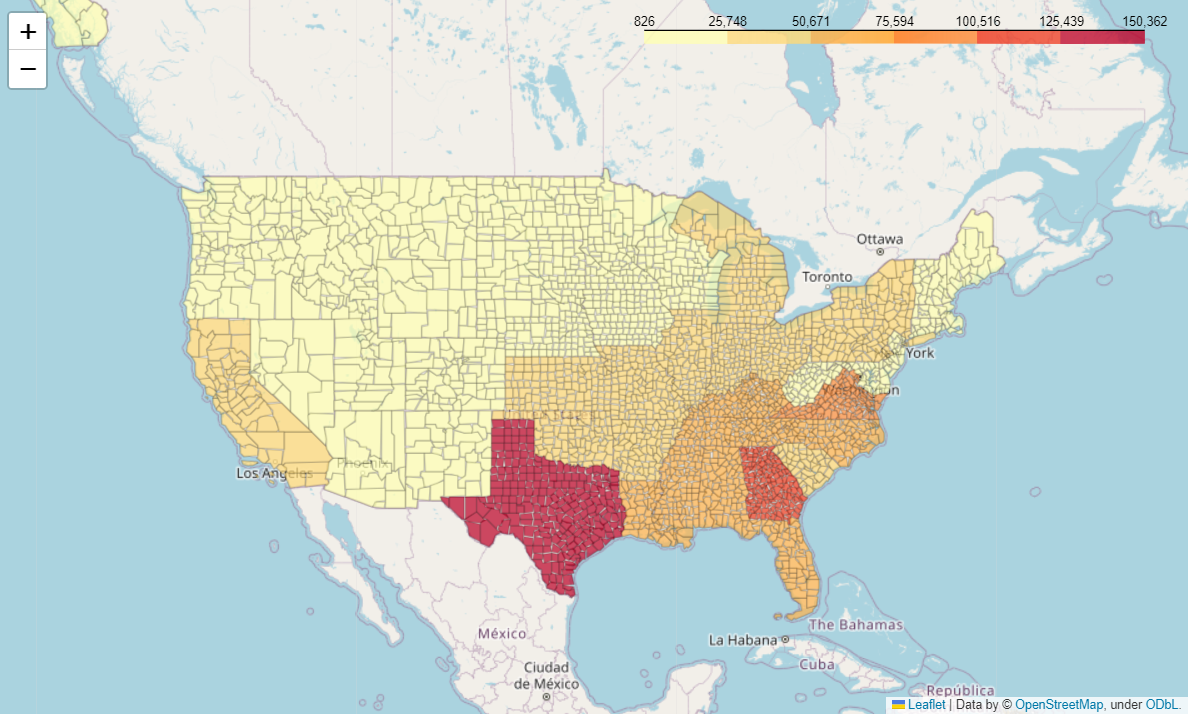 +
−
826 25,748 50,671 75,594 100,516 125,439 150,362
Ottawa
Toronto
York
Washington
Los Angeles
Phoenix
México
Ciudad
de México
La Habana
The Bahamas
Cuba
República
Leaflet | Data by © OpenStreetMap, under ODbL.